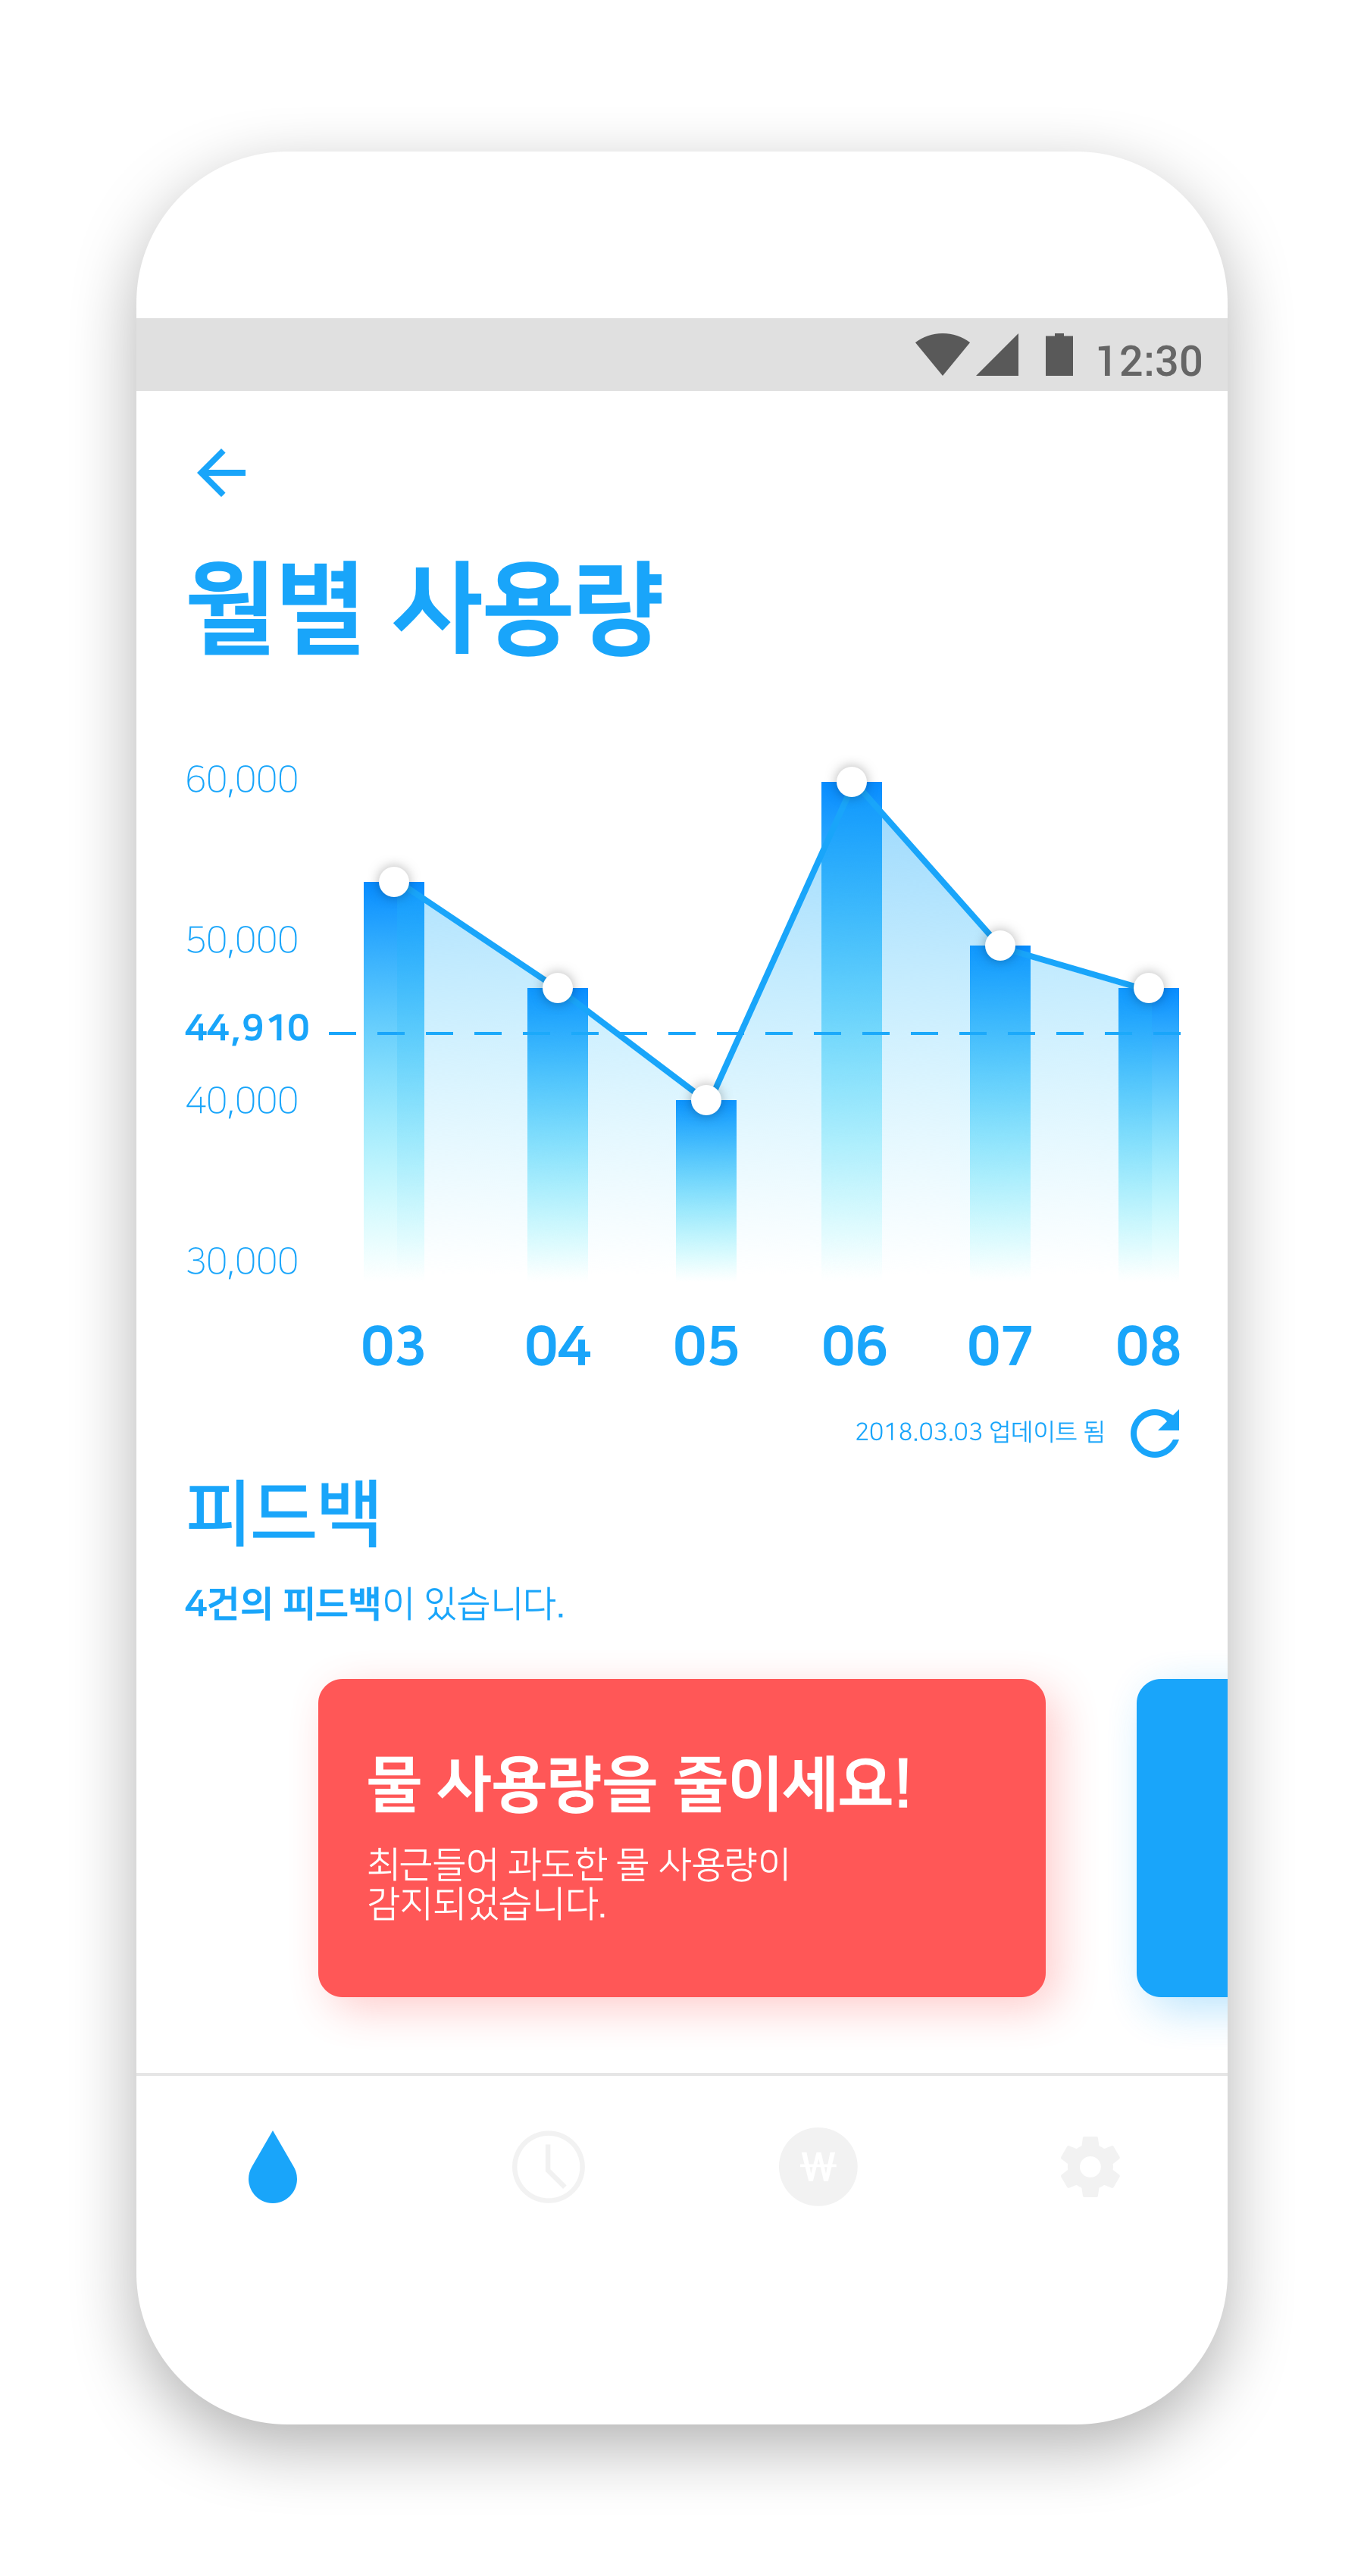 12:30
월별 사용량
60,000
50,000
44,910
40,000
30,000
03 04 05 06 07 08
2018.03.03 업데이트 됨
피드백
4건의 피드백이 있습니다.
물 사용량을 줄이세요!
최근들어 과도한 물 사용량이
감지되었습니다.
₩